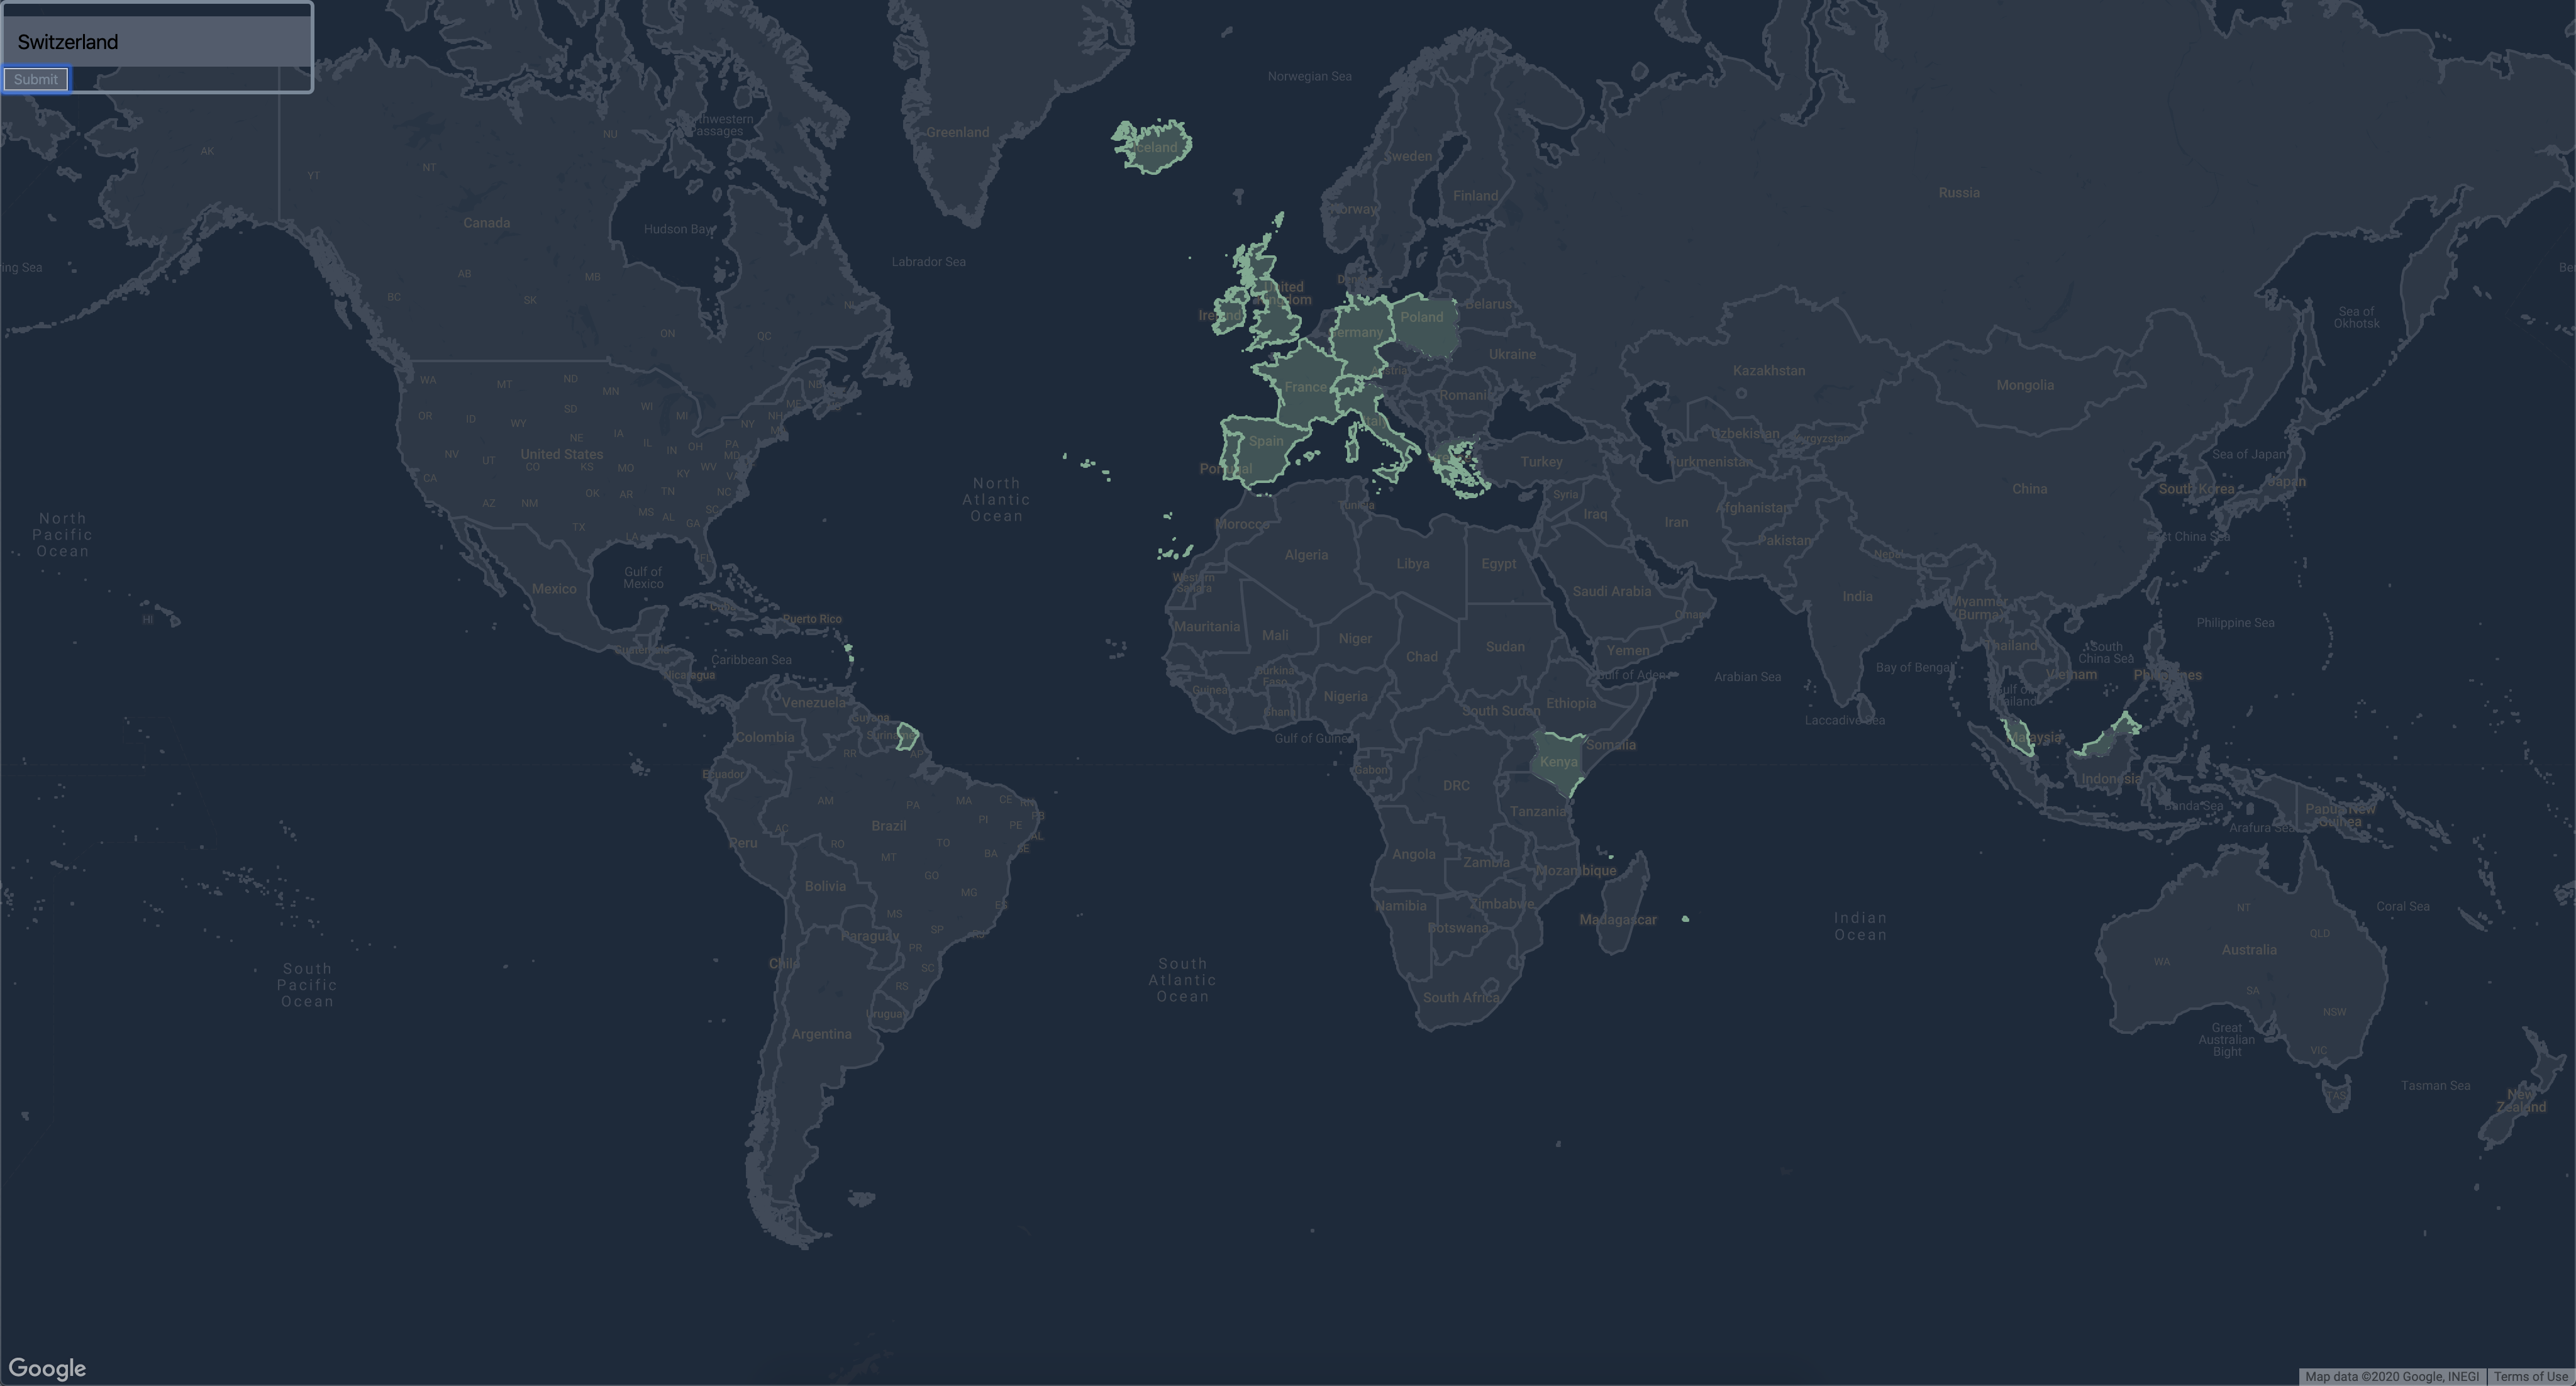 Switzerland
Submit
Norwegian Sea
Greenland
Iceland
Sweden
Finland
Norway
Russia
AK
YT
NT
NU
Northwestern
Passages
Canada
Hudson Bay
Labrador Sea
AB
BC
SK
MB
ON
QC
NL
NB
United
Kingdom
Ireland
Belarus
Poland
Germany
Ukraine
France
Austria
Romania
Italy
Spain
Portugal
Kazakhstan
Mongolia
Sea of
Okhotsk
WA
MT
ND
MN
OR
ID
WY
SD
WI
MI
ME
NH
NY
NV
UT
CO
NE
IA
IL
IN
OH
PA
MD
United States
KS
MO
KY
WV
VA
CA
AZ
NM
OK
AR
TN
NC
TX
MS
AL
GA
SC
LA
FL
Uzbekistan
Kyrgyzstan
Turkmenistan
Turkey
Syria
Iraq
Iran
Afghanistan
Pakistan
Nepal
China
South Korea
Japan
Sea of Japan
East China Sea
North
Pacific
Ocean
North
Atlantic
Ocean
Morocco
Tunisia
Algeria
Libya
Egypt
Western
Sahara
Saudi Arabia
Oman
India
Myanmar
(Burma)
Gulf of
Mexico
Mexico
HI
Cuba
Puerto Rico
Mauritania
Mali
Niger
Chad
Sudan
Yemen
Thailand
South
China Sea
Philippine Sea
Guatemala
Caribbean Sea
Nicaragua
Burkina
Faso
Guinea
Ghana
Nigeria
South Sudan
Ethiopia
Gulf of Aden
Arabian Sea
Bay of Bengal
Laccadive Sea
Gulf of
Thailand
Vietnam
Philippines
Venezuela
Guyana
Suriname
Colombia
RR
AP
Gulf of Guinea
Somalia
Malaysia
Ecuador
Gabon
Kenya
DRC
Tanzania
Indonesia
Banda Sea
Papua New
Guinea
Arafura Sea
AM
PA
MA
CE
RN
PB
PI
PE
AL
SE
AC
Brazil
Peru
RO
TO
MT
BA
Angola
Zambia
Mozambique
Bolivia
GO
MG
ES
MS
SP
Namibia
Zimbabwe
Botswana
Madagascar
Indian
Ocean
NT
Coral Sea
QLD
Australia
WA
SA
NSW
VIC
TAS
Great
Australian
Bight
Tasman Sea
New
Zealand
Paraguay
PR
SC
RS
Chile
Uruguay
Argentina
South Africa
South
Pacific
Ocean
South
Atlantic
Ocean
Google
Map data ©2020 Google, INEGI
Terms of Use